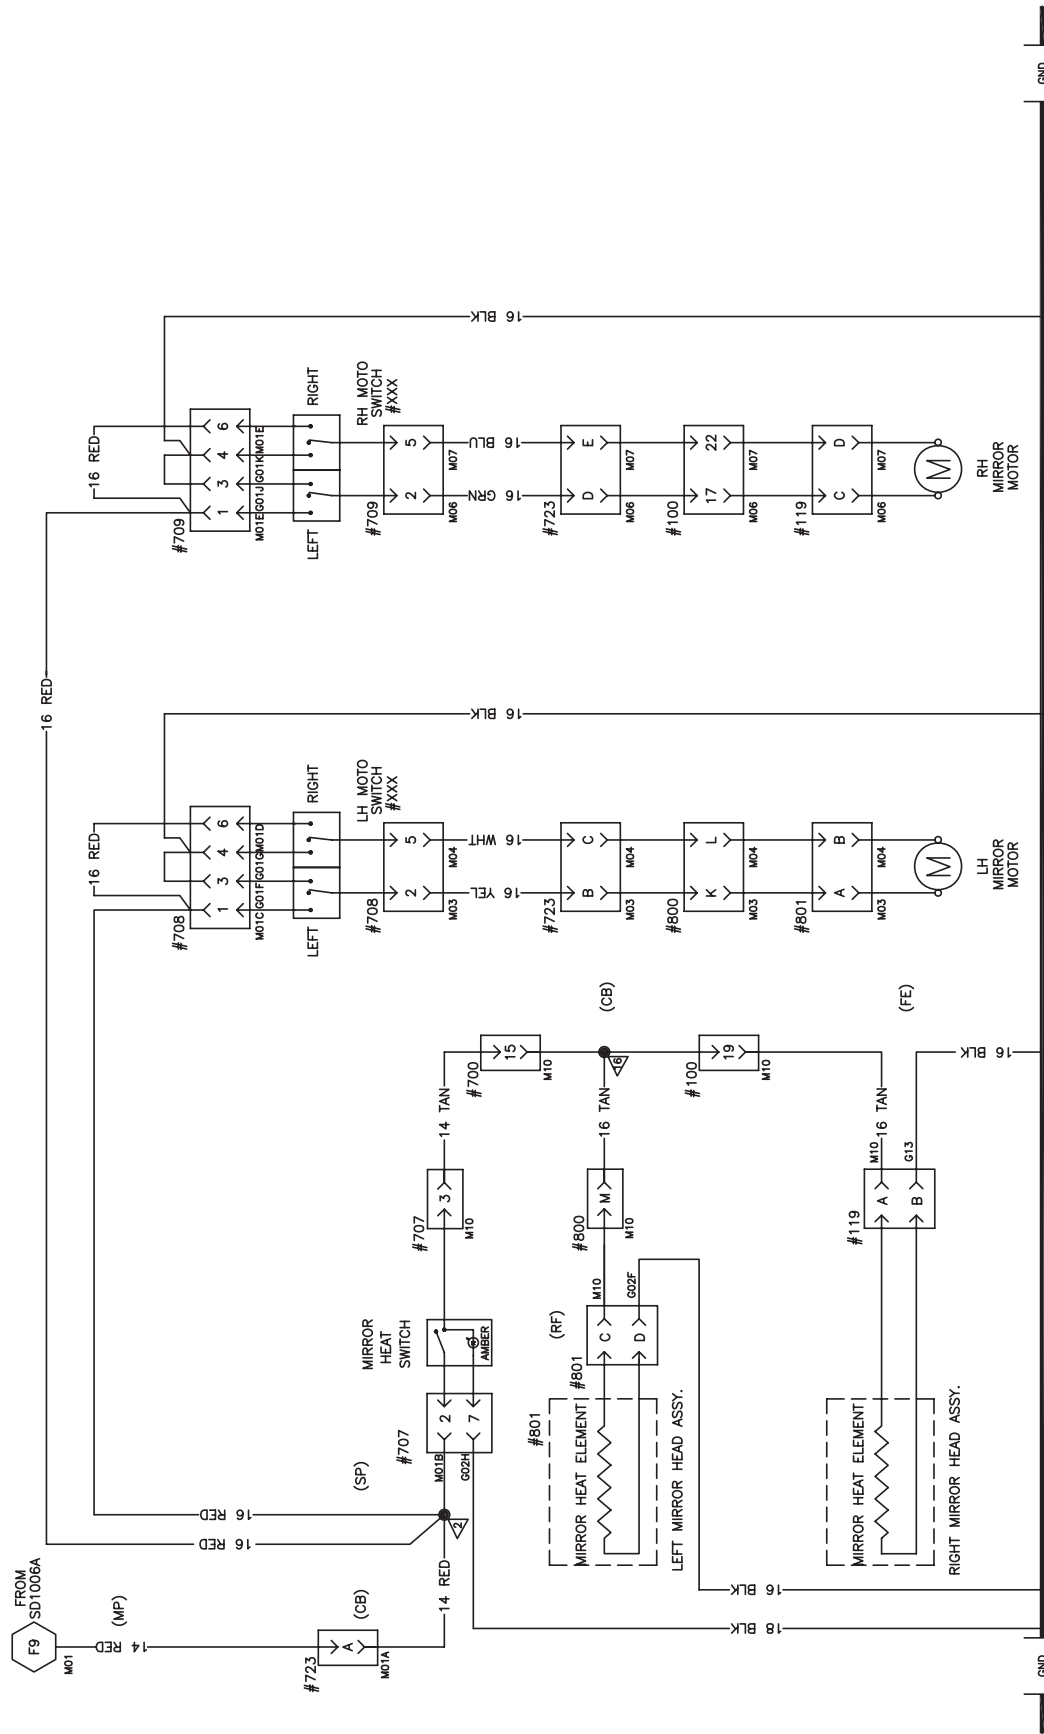 FROM
SD1006A
F9
M01
14 RED
(MP)
#723
A
M01A
(CB)
14 RED
2
16 RED
16 RED
(SP)
#707
M01B
2
G02H
7
18 BLK
MIRROR
HEAT
SWITCH
AMBER
#707
3
M10
14 TAN
#700
15
M10
16
(CB)
16 TAN
#800
M
M10
M10
(RF)
#801
C
D
G02F
#801
MIRROR HEAT ELEMENT
LEFT MIRROR HEAD ASSY.
16 BLK
#100
19
M10
16 TAN
(FE)
M10
G13
#119
A
B
16 BLK
MIRROR HEAT ELEMENT
RIGHT MIRROR HEAD ASSY.
16 RED
#708
1
3
4
6
M01C
G01F
G01G
M01D
LEFT
RIGHT
LH MOTO
SWITCH
#XXX
#708
2
5
M03
M04
16 YEL
16 WHT
16 BLK
#723
B
C
M03
M04
#800
K
L
M03
M04
#801
A
B
M03
M04
M
LH
MIRROR
MOTOR
16 RED
16 RED
#709
1
3
4
6
M01E
G01J
G01K
M01E
LEFT
RIGHT
RH MOTO
SWITCH
#XXX
#709
2
5
M06
M07
16 GRN
16 BLU
16 BLK
#723
D
E
M06
M07
#100
17
22
M06
M07
#119
C
D
M06
M07
M
RH
MIRROR
MOTOR
GND
GND